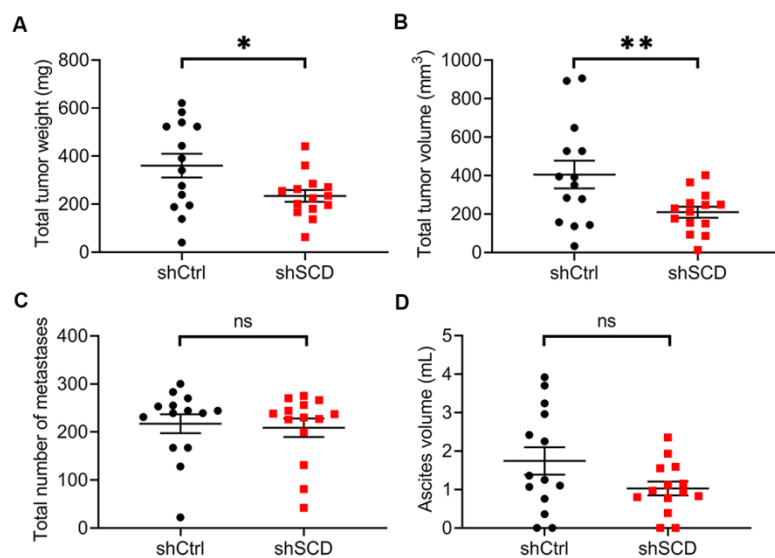 A
*
Total tumor weight (mg)
800
600
400
200
0
shCtrl shSCD
B
**
Total tumor volume (mm³)
1000
800
600
400
200
0
shCtrl shSCD
C
ns
Total number of metastases
400
300
200
100
0
shCtrl shSCD
D
ns
Ascites volume (mL)
5
4
3
2
1
0
shCtrl shSCD